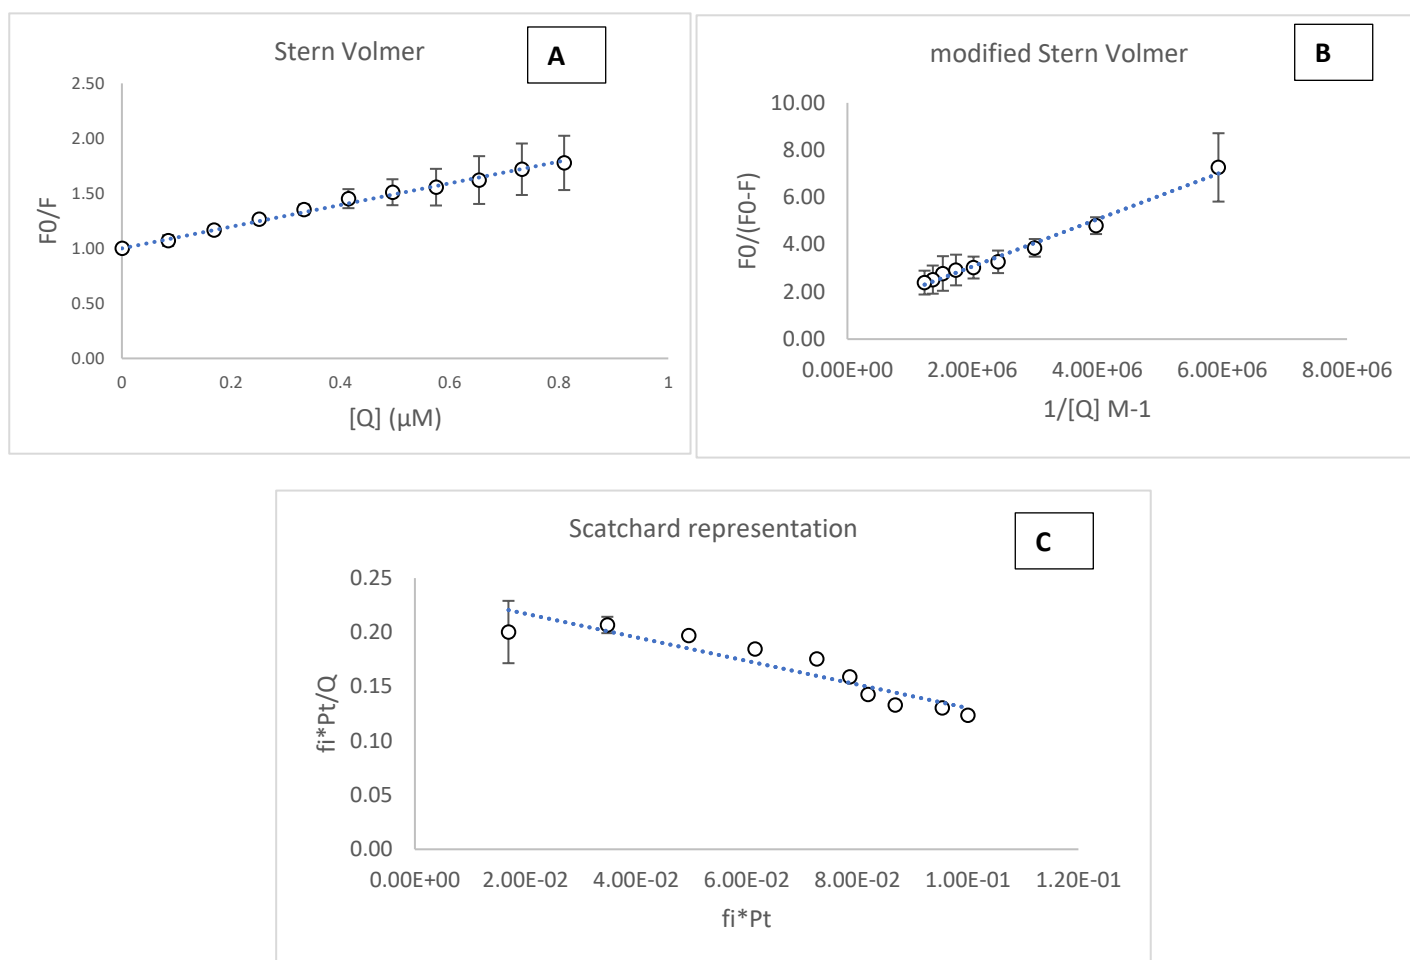 Stern Volmer
A
2.50
2.00
1.50
1.00
0.50
0.00
F0/F
0
0.2
0.4
0.6
0.8
1
[Q] (µM)
modified Stern Volmer
B
10.00
8.00
6.00
4.00
2.00
0.00
F0/(F0-F)
0.00E+00
2.00E+06
4.00E+06
6.00E+06
8.00E+06
1/[Q] M-1
Scatchard representation
C
0.25
0.20
0.15
0.10
0.05
0.00
fi*Pt/Q
0.00E+00
2.00E-02
4.00E-02
6.00E-02
8.00E-02
1.00E-01
1.20E-01
fi*Pt